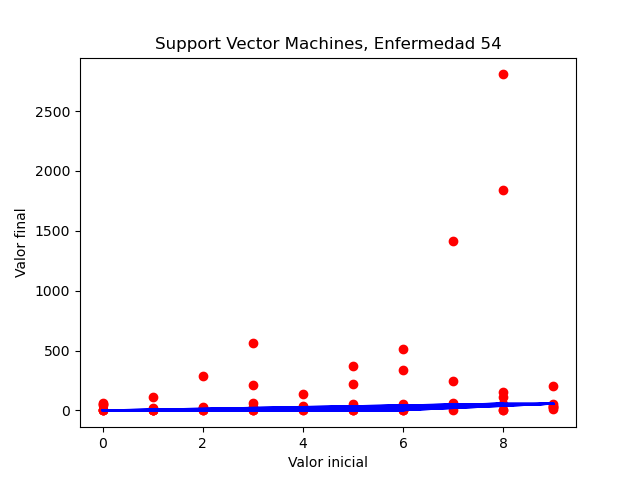 Support Vector Machines, Enfermedad 54
Valor final
2500
2000
1500
1000
500
0
0 2 4 6 8
Valor inicial